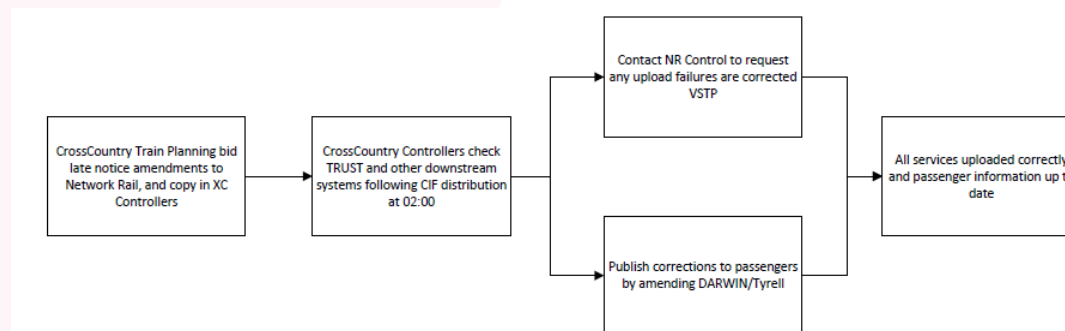 CrossCountry Train Planning bid
late notice amendments to
Network Rail, and copy in XC
Controllers
CrossCountry Controllers check
TRUST and other downstream
systems following CIF distribution
at 02:00
Contact NR Control to request
any upload failures are corrected
VSTP
Publish corrections to passengers
by amending DARWIN/Tyrell
All services uploaded correctly
and passenger information up t
date